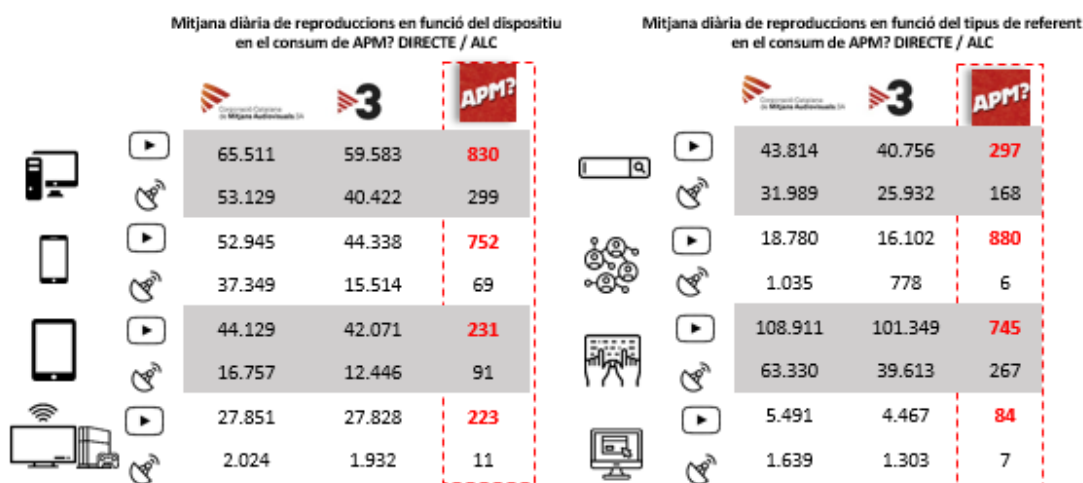 Mitjana diària de reproduccions en funció del dispositiu
en el consum de APM? DIRECTE / ALC
Corporació Catalana
de Mitjans Audiovisuals, SA
3
APM?
65.511 59.583 830
53.129 40.422 299
52.945 44.338 752
37.349 15.514 69
44.129 42.071 231
16.757 12.446 91
27.851 27.828 223
2.024 1.932 11
Mitjana diària de reproduccions en funció del tipus de referent
en el consum de APM? DIRECTE / ALC
Corporació Catalana
de Mitjans Audiovisuals, SA
3
APM?
43.814 40.756 297
31.989 25.932 168
18.780 16.102 880
1.035 778 6
108.911 101.349 745
63.330 39.613 267
5.491 4.467 84
1.639 1.303 7